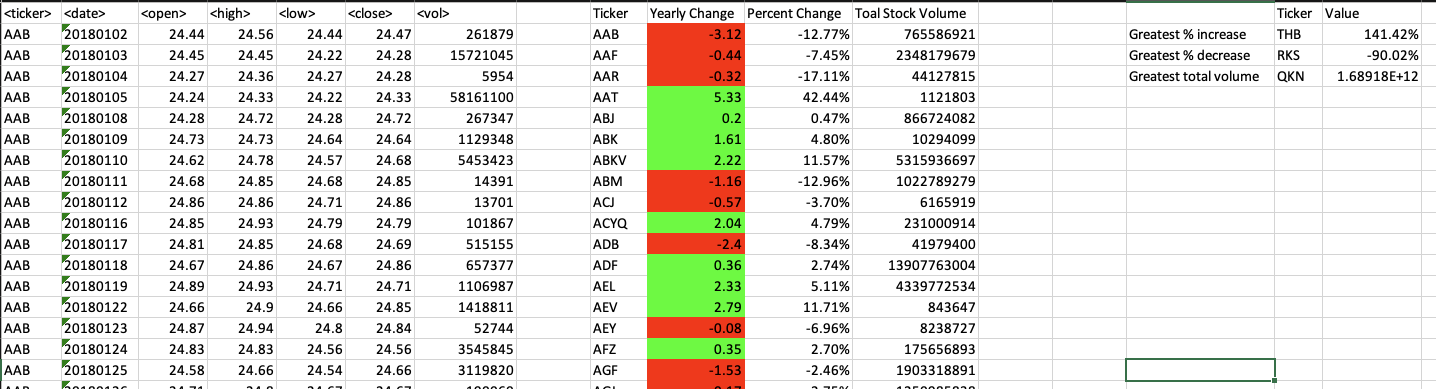 <ticker> <date> <open> <high> <low> <close> <vol> Ticker Yearly Change Percent Change Toal Stock Volume Ticker Value
AAB 20180102 24.44 24.56 24.44 24.47 261879 AAB -3.12 -12.77% 765586921 Greatest % increase THB 141.42%
AAB 20180103 24.45 24.45 24.22 24.28 15721045 AAF -0.44 -7.45% 2348179679 Greatest % decrease RKS -90.02%
AAB 20180104 24.27 24.36 24.27 24.28 5954 AAR -0.32 -17.11% 44127815 Greatest total volume QKN 1.68918E+12
AAB 20180105 24.24 24.33 24.22 24.33 58161100 AAT 5.33 42.44% 1121803
AAB 20180108 24.28 24.72 24.28 24.72 267347 ABJ 0.2 0.47% 866724082
AAB 20180109 24.73 24.73 24.64 24.64 1129348 ABK 1.61 4.80% 10294099
AAB 20180110 24.62 24.78 24.57 24.68 5453423 ABKV 2.22 11.57% 5315936697
AAB 20180111 24.68 24.85 24.68 24.85 14391 ABM -1.16 -12.96% 1022789279
AAB 20180112 24.86 24.86 24.71 24.86 13701 ACJ -0.57 -3.70% 6165919
AAB 20180116 24.85 24.93 24.79 24.79 101867 ACYQ 2.04 4.79% 231000914
AAB 20180117 24.81 24.85 24.68 24.69 515155 ADB -2.4 -8.34% 41979400
AAB 20180118 24.67 24.86 24.67 24.86 657377 ADF 0.36 2.74% 13907763004
AAB 20180119 24.89 24.93 24.71 24.71 1106987 AEL 2.33 5.11% 4339772534
AAB 20180122 24.66 24.9 24.66 24.85 1418811 AEV 2.79 11.71% 843647
AAB 20180123 24.87 24.94 24.8 24.84 52744 AEY -0.08 -6.96% 8238727
AAB 20180124 24.83 24.83 24.56 24.56 3545845 AFZ 0.35 2.70% 175656893
AAB 20180125 24.58 24.66 24.54 24.66 3119820 AGF -1.53 -2.46% 1903318891